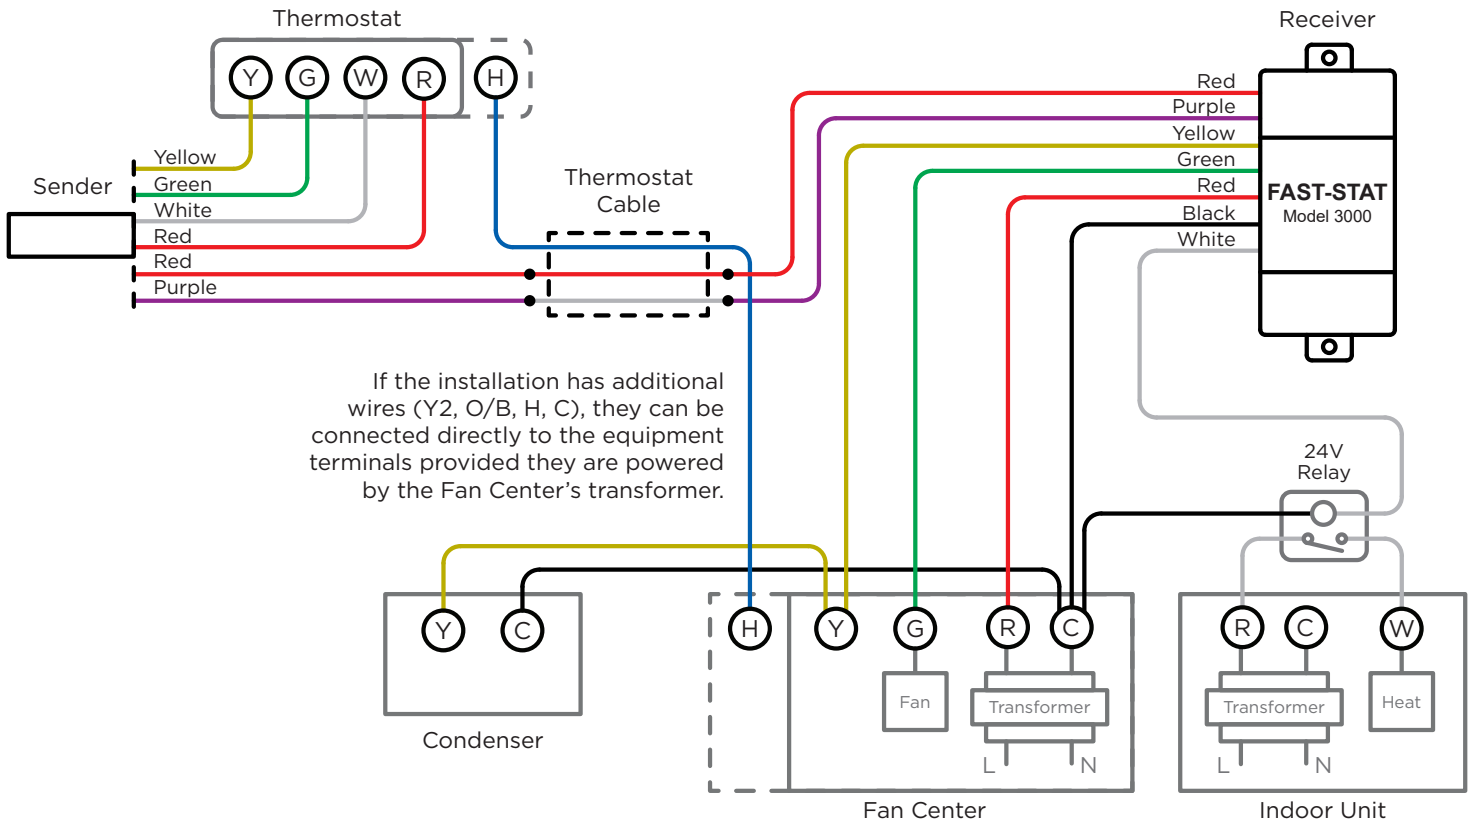 Thermostat
Receiver
Y G W R H
Red
Purple
Yellow
Green
Red
Black
White
FAST-STAT
Model 3000
Sender
Yellow
Green
White
Red
Red
Purple
Thermostat
Cable
If the installation has additional
wires (Y2, O/B, H, C), they can be
connected directly to the equipment
terminals provided they are powered
by the Fan Center's transformer.
24V
Relay
Y C
Condenser
H Y G R C
Fan
Transformer
L N
Fan Center
R C W
Transformer
Heat
L N
Indoor Unit